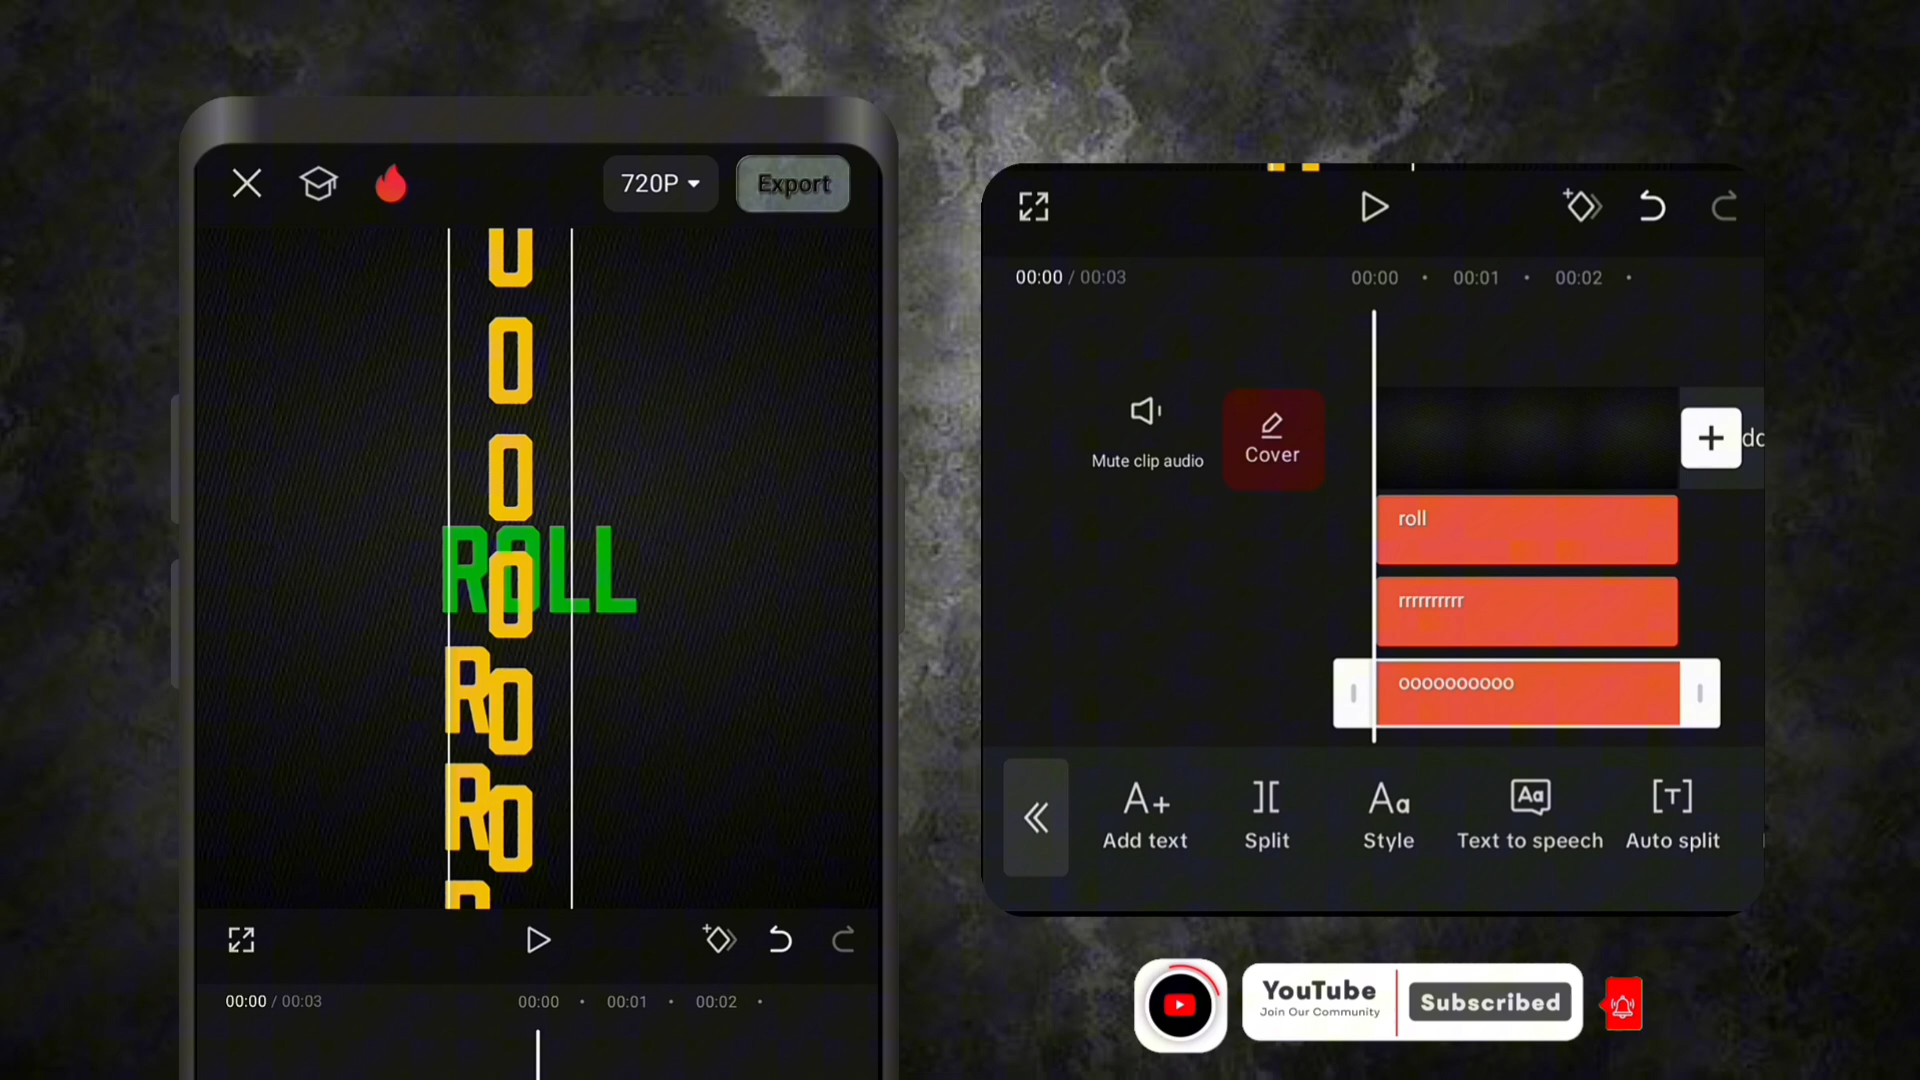 720P
Export
O
O
O
ROLL
O
R
O
R
O
R
00:00 / 00:03
00:00
00:01
00:02
00:00 / 00:03
00:00
00:01
00:02
Mute clip audio
Cover
roll
rrrrrrrrrr
oooooooooo
Add text
Split
Style
Text to speech
Auto split
YouTube
Join Our Community
Subscribed